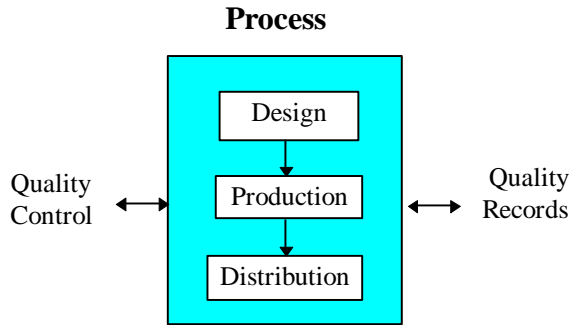 Process
Design
Quality
Control
Production
Quality
Records
Distribution